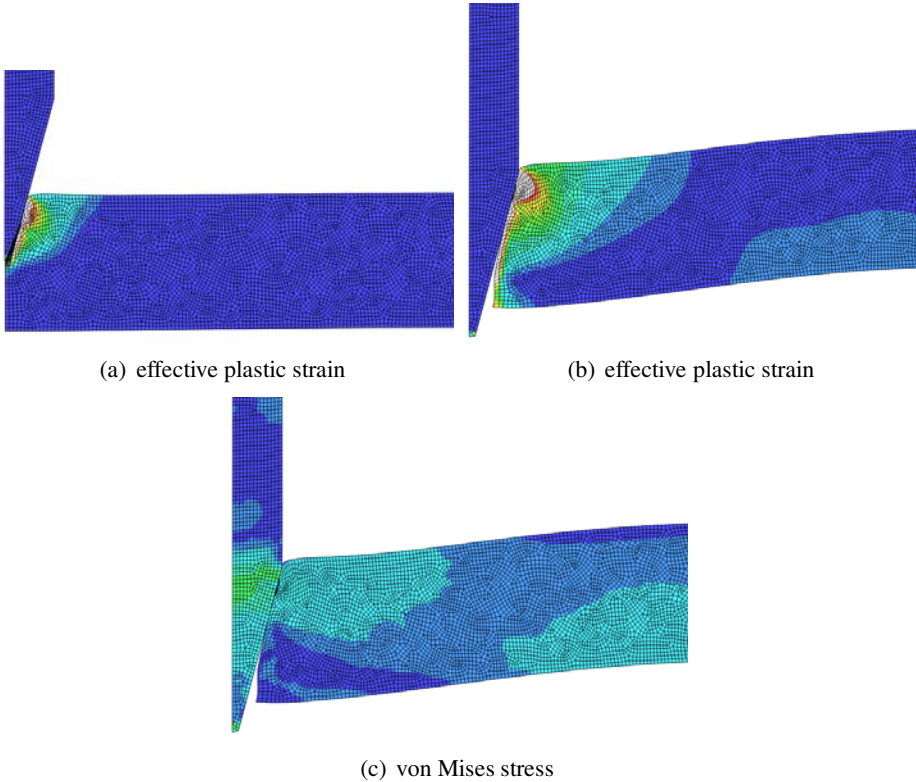 (a) effective plastic strain
(b) effective plastic strain
(c) von Mises stress